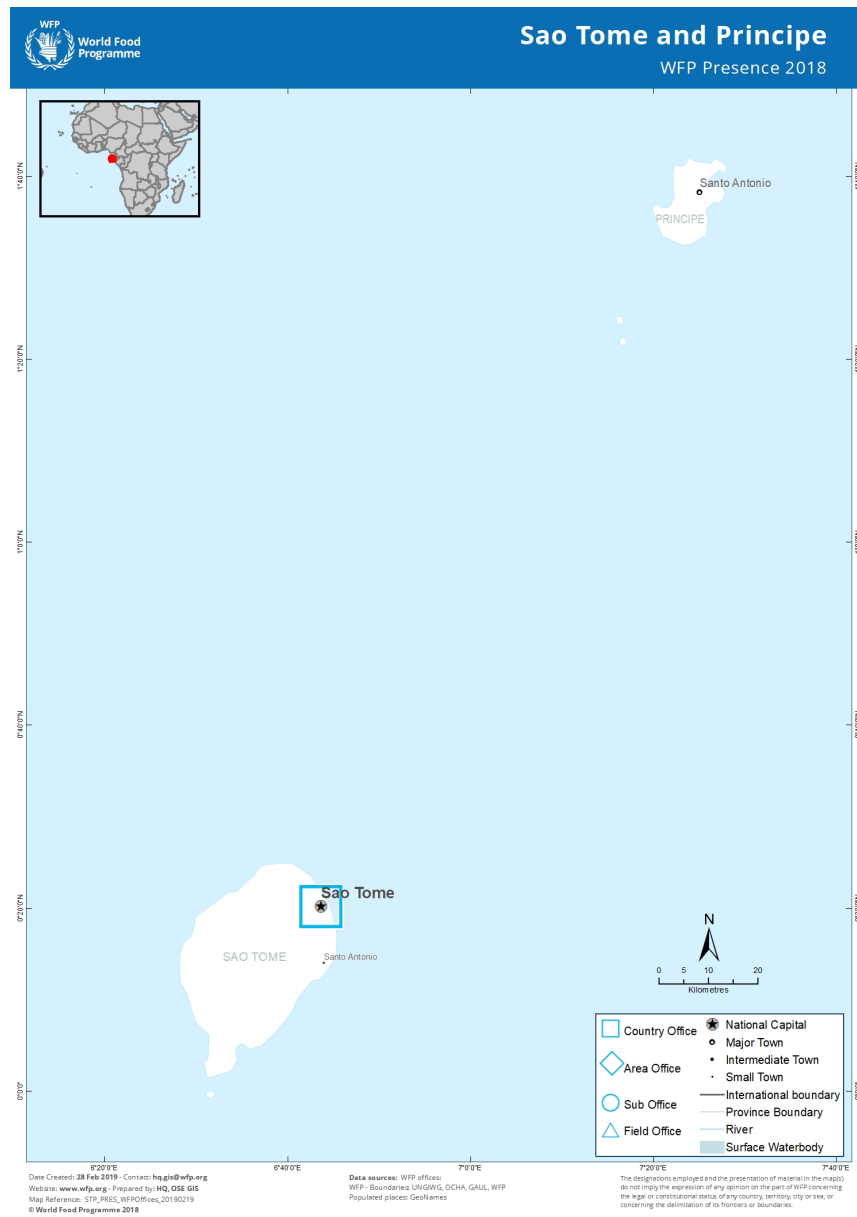 WFP
World Food
Programme
Sao Tome and Principe
WFP Presence 2018
1°40'0"N
1°20'0"N
1°0'0"N
0°40'0"N
0°20'0"N
0°0'0"
Santo Antonio
PRINCIPE
Sao Tome
SAO TOME
Santo Antonio
N
0 5 10 20
Kilometres
Country Office
Area Office
Sub Office
Field Office
National Capital
Major Town
Intermediate Town
Small Town
International boundary
Province Boundary
River
Surface Waterbody
6°20'0"E 6°40'0"E 7°0'0"E 7°20'0"E 7°40'0"E
Date Created: 28 Feb 2019 - Contact: hq.gis@wfp.org
Website: www.wfp.org - Prepared by: HQ, OSE GIS
Map Reference: STP_PRES_WFPOffices_20190219
© World Food Programme 2018
Data sources: WFP offices:
WFP - Boundaries: UNGIWG, OCHA, GAUL, WFP
Populated places: GeoNames
The designations employed and the presentation of material in the map(s)
do not imply the expression of any opinion on the part of WFP concerning
the legal or constitutional status of any country, territory, city or sea, or
concerning the delimitation of its frontiers or boundaries.